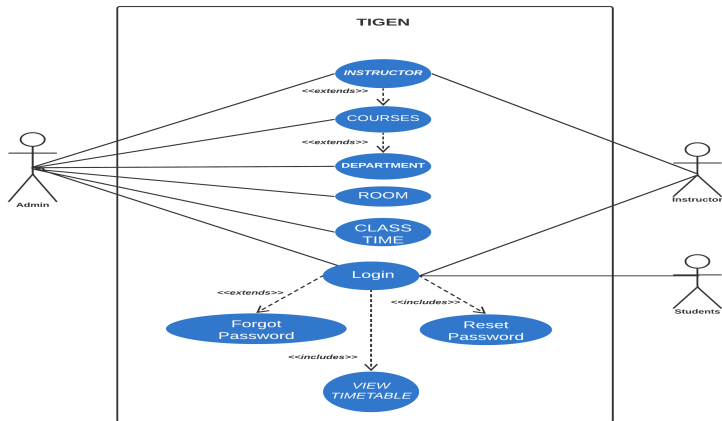 TIGEN
INSTRUCTOR
<<extends>>
COURSES
<<extends>>
DEPARTMENT
ROOM
CLASS
TIME
Admin
Instructor
Login
<<extends>>
<<includes>>
Students
Forgot
Password
Reset
Password
<<includes>>
VIEW
TIMETABLE